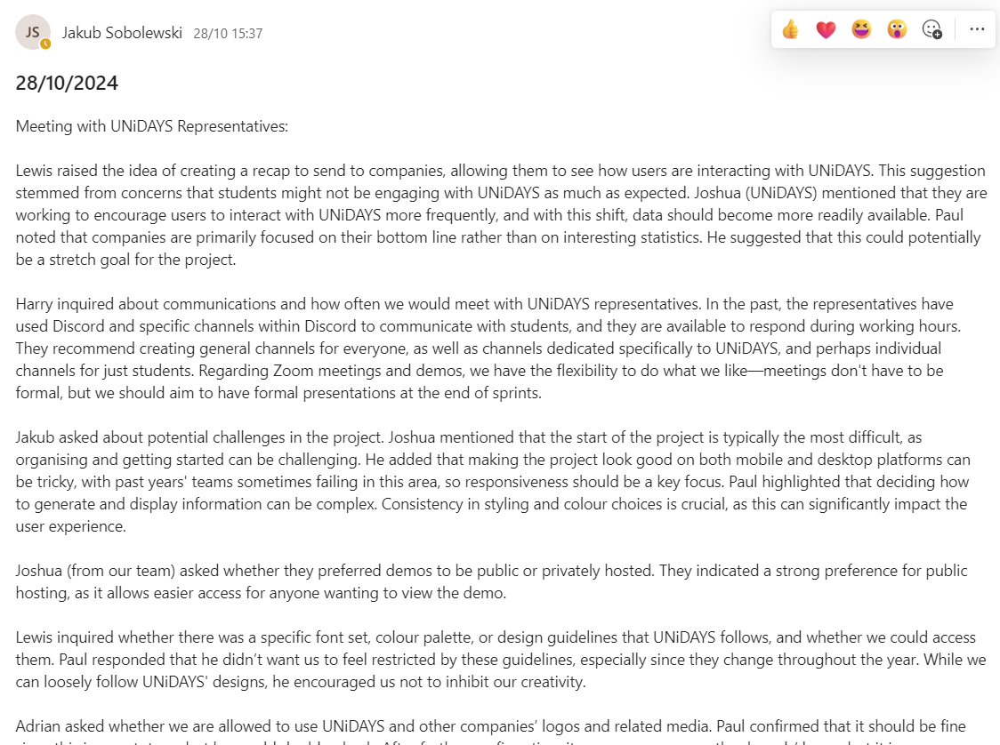 JS Jakub Sobolewski 28/10 15:37
28/10/2024
Meeting with UNiDAYS Representatives:
Lewis raised the idea of creating a recap to send to companies, allowing them to see how users are interacting with UNiDAYS. This suggestion
stemmed from concerns that students might not be engaging with UNiDAYS as much as expected. Joshua (UNiDAYS) mentioned that they are
working to encourage users to interact with UNiDAYS more frequently, and with this shift, data should become more readily available. Paul
noted that companies are primarily focused on their bottom line rather than on interesting statistics. He suggested that this could potentially
be a stretch goal for the project.
Harry inquired about communications and how often we would meet with UNiDAYS representatives. In the past, the representatives have
used Discord and specific channels within Discord to communicate with students, and they are available to respond during working hours.
They recommend creating general channels for everyone, as well as channels dedicated specifically to UNiDAYS, and perhaps individual
channels for just students. Regarding Zoom meetings and demos, we have the flexibility to do what we like—meetings don't have to be
formal, but we should aim to have formal presentations at the end of sprints.
Jakub asked about potential challenges in the project. Joshua mentioned that the start of the project is typically the most difficult, as
organising and getting started can be challenging. He added that making the project look good on both mobile and desktop platforms can
be tricky, with past years' teams sometimes failing in this area, so responsiveness should be a key focus. Paul highlighted that deciding how
to generate and display information can be complex. Consistency in styling and colour choices is crucial, as this can significantly impact the
user experience.
Joshua (from our team) asked whether they preferred demos to be public or privately hosted. They indicated a strong preference for public
hosting, as it allows easier access for anyone wanting to view the demo.
Lewis inquired whether there was a specific font set, colour palette, or design guidelines that UNiDAYS follows, and whether we could access
them. Paul responded that he didn’t want us to feel restricted by these guidelines, especially since they change throughout the year. While we
can loosely follow UNiDAYS' designs, he encouraged us not to inhibit our creativity.
Adrian asked whether we are allowed to use UNiDAYS and other companies’ logos and related media. Paul confirmed that it should be fine